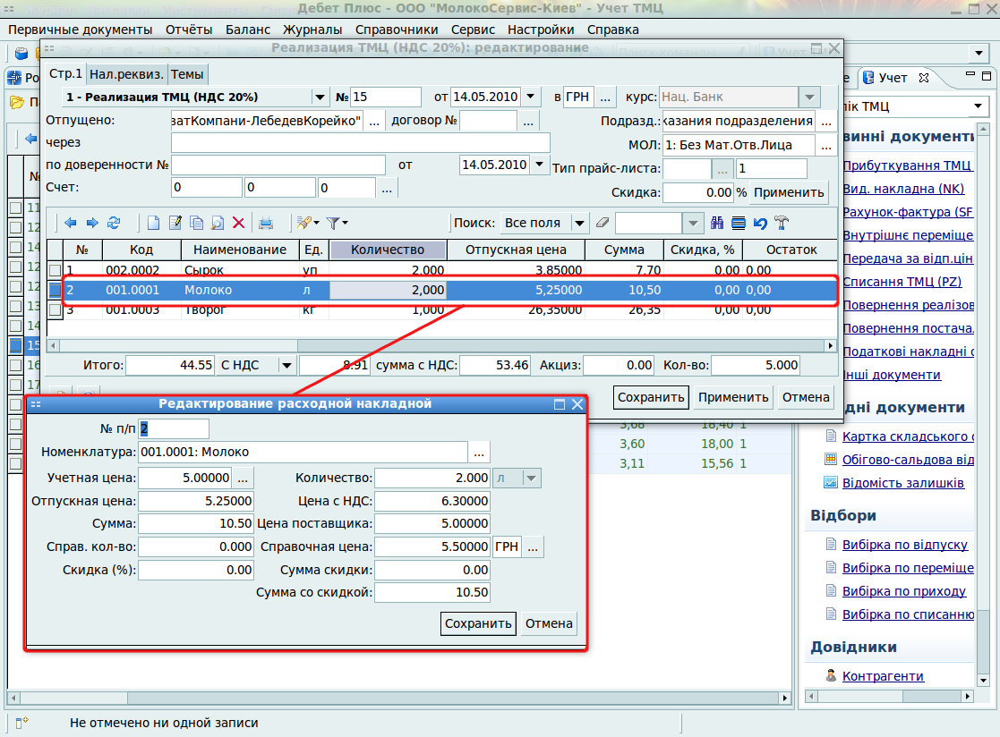 Дебет Плюс - ООО "МолокоСервис-Киев" - Учет ТМЦ
Первичные документы Отчёты Баланс Журналы Справочники Сервис Настройки Справка
Реализация ТМЦ (НДС 20%): редактирование
Стр.1 Нал.реквиз. Темы
1 - Реализация ТМЦ (НДС 20%) № 15 от 14.05.2010 в ГРН ... курс: Нац. Банк
Отпущено: затКомпани-ЛебедевКорейко" ... договор № ... Подразд.: казания подразделения ...
через МОЛ: 1: Без Мат.Отв.Лица ...
по доверенности № от 14.05.2010 Тип прайс-листа: ... 1
Счет: 0 0 0 ... Скидка: 0.00 % Применить
Поиск: Все поля
№ Код Наименование Ед. Количество Отпускная цена Сумма Скидка, % Остаток
1 002.0002 Сырок уп 2.000 3.85000 7.70 0.00 0.00
2 001.0001 Молоко л 2,000 5,25000 10,50 0,00 0,00
3 001.0003 Творог кг 1,000 26,35000 26,35 0,00 0,00
Итого: 44.55 С НДС 8.91 сумма с НДС: 53.46 Акциз: 0.00 Кол-во: 5.000
Сохранить Применить Отмена
Редактирование расходной накладной
№ п/п 2
Номенклатура: 001.0001: Молоко ...
Учетная цена: 5.00000 ... Количество: 2.000 л
Отпускная цена: 5.25000 Цена с НДС: 6.30000
Сумма: 10.50 Цена поставщика: 5.00000
Справ. кол-во: 0.000 Справочная цена: 5.50000 ГРН ...
Скидка (%): 0.00 Сумма скидки: 0.00
Сумма со скидкой: 10.50
Сохранить Отмена
Ро
П
№
11
12
14
12
12
13
14
15
16
17
3,68 18,40 1
3,60 18,00 1
3,11 15,56 1
е Учет
лік ТМЦ
винні документи
Прибуткування ТМЦ
Вид. накладна (NK)
Рахунок-фактура (SF
Внутрішнє переміще
Передача за відп.цін
Списання ТМЦ (PZ)
Повернення реалізов
Повернення постача
Податкові накладні о
Інші документи
дні документи
Картка складського о
Обігово-сальдова від
Відомість залишків
Відбори
Вибірка по відпуску
Вибірка по переміще
Вибірка по приходу
Вибірка по списанню
Довідники
Контрагенти
Не отмечено ни одной записи